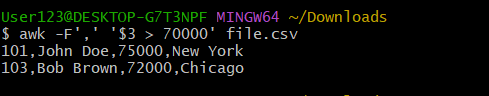 User123@DESKTOP-G7T3NPF MINGW64 ~/Downloads
$ awk -F',' '$3 > 70000' file.csv
101,John Doe,75000,New York
103,Bob Brown,72000,Chicago